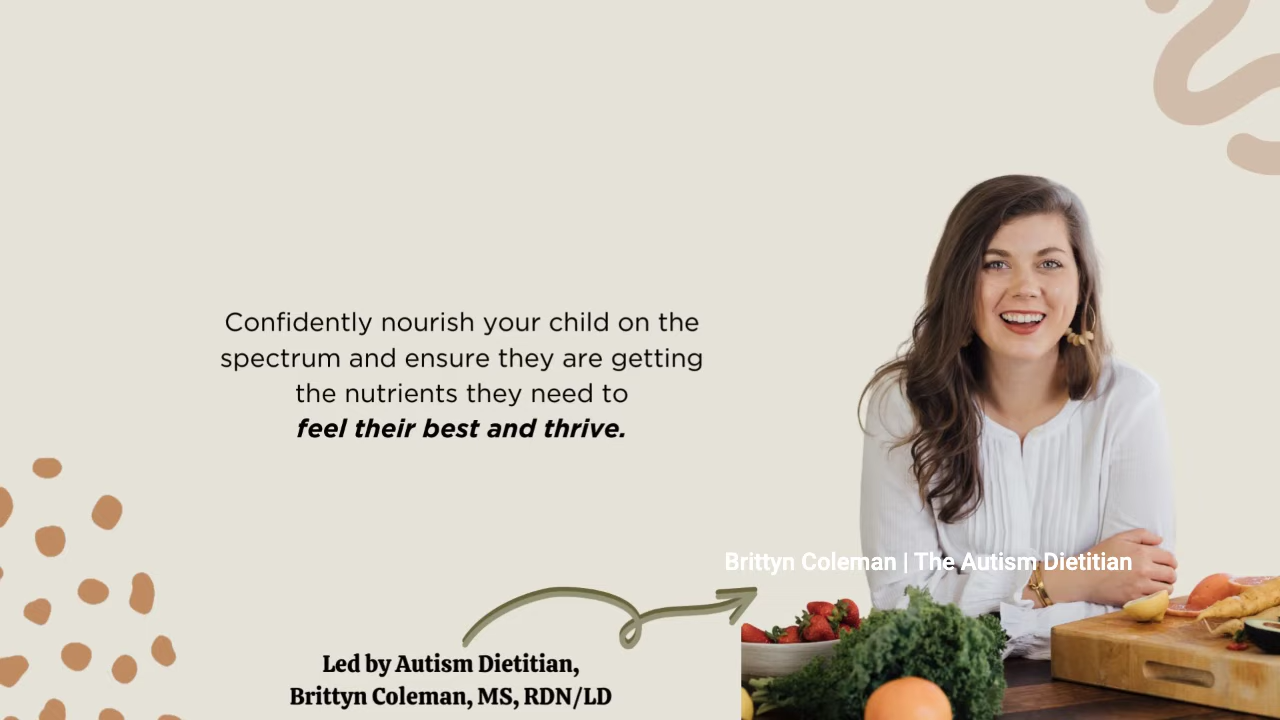 Confidently nourish your child on the
spectrum and ensure they are getting
the nutrients they need to
feel their best and thrive.
Brittyn Coleman | The Autism Dietitian
Led by Autism Dietitian,
Brittyn Coleman, MS, RDN/LD